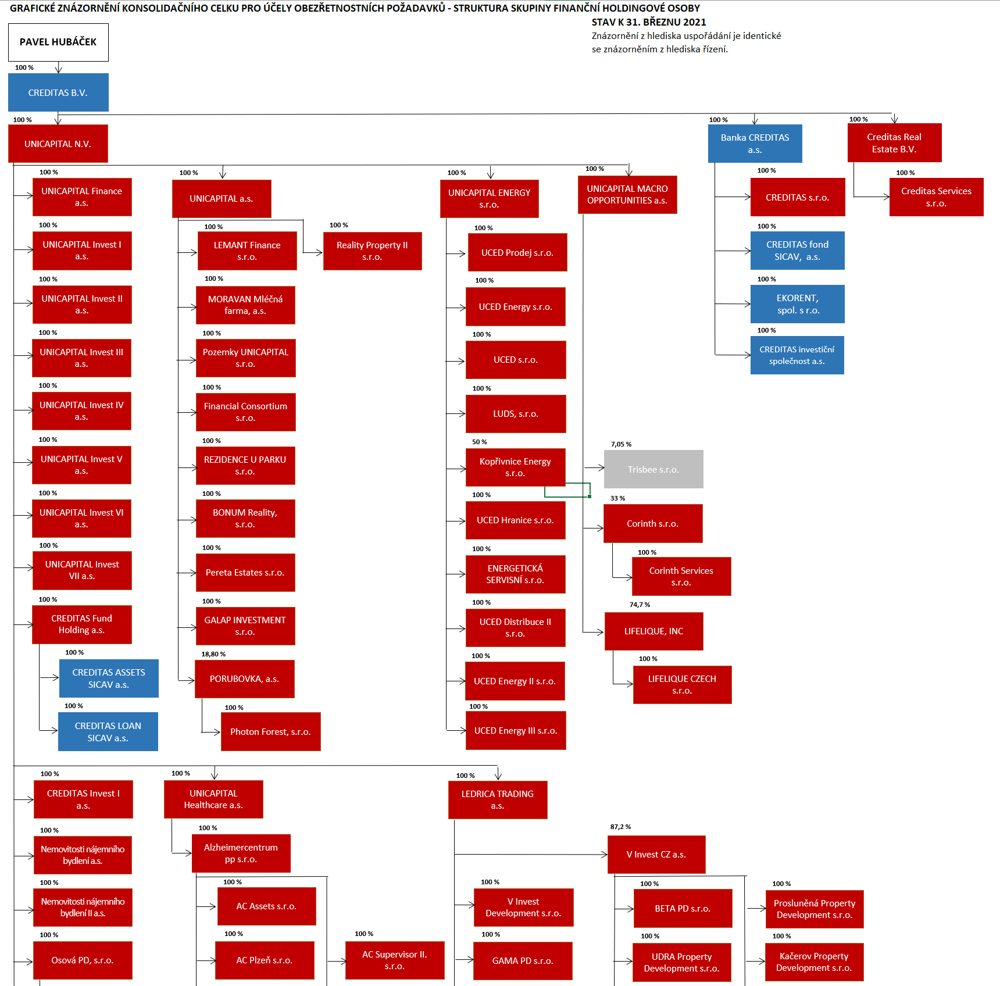 GRAFICKÉ ZNÁZORNĚNÍ KONSOLIDAČNÍHO CELKU PRO ÚČELY OBEZŘETNOSTNÍCH POŽADAVKŮ - STRUKTURA SKUPINY FINANČNÍ HOLDINGOVÉ OSOBY
STAV K 31. BŘEZNU 2021
Znázornění z hlediska uspořádání je identické
se znázorněním z hlediska řízení.
PAVEL HUBÁČEK
100 %
CREDITAS B.V.
100 %
UNICAPITAL N.V.
100 %
Banka CREDITAS
a.s.
100 %
Creditas Real
Estate B.V.
100 %
UNICAPITAL Finance
a.s.
100 %
UNICAPITAL Invest I
a.s.
100 %
UNICAPITAL Invest II
a.s.
100 %
UNICAPITAL Invest III
a.s.
100 %
UNICAPITAL Invest IV
a.s.
100 %
UNICAPITAL Invest V
a.s.
100 %
UNICAPITAL Invest VI
a.s.
100 %
UNICAPITAL Invest
VII a.s.
100 %
CREDITAS Fund
Holding a.s.
100 %
CREDITAS ASSETS
SICAV a.s.
100 %
CREDITAS LOAN
SICAV a.s.
100 %
UNICAPITAL a.s.
100 %
LEMANT Finance
s.r.o.
100 %
Reality Property II
s.r.o.
100 %
MORAVAN Mléčná
farma, a.s.
100 %
Pozemky UNICAPITAL
s.r.o.
100 %
Financial Consortium
s.r.o.
100 %
REZIDENCE U PARKU
s.r.o.
100 %
BONUM Reality,
s.r.o.
100 %
Pereta Estates s.r.o.
100 %
GALAP INVESTMENT
s.r.o.
18,80 %
PORUBOVKA, a.s.
100 %
Photon Forest, s.r.o.
100 %
UNICAPITAL ENERGY
s.r.o.
100 %
UCED Prodej s.r.o.
100 %
UCED Energy s.r.o.
100 %
UCED s.r.o.
100 %
LUDS, s.r.o.
50 %
Kopřivnice Energy
s.r.o.
100 %
UCED Hranice s.r.o.
100 %
ENERGETICKÁ
SERVISNÍ s.r.o.
100 %
UCED Distribuce II
s.r.o.
100 %
UCED Energy II s.r.o.
100 %
UCED Energy III s.r.o.
100 %
UNICAPITAL MACRO
OPPORTUNITIES a.s.
7,05 %
Trisbee s.r.o.
33 %
Corinth s.r.o.
100 %
Corinth Services
s.r.o.
74,7 %
LIFELIQUE, INC
100 %
LIFELIQUE CZECH
s.r.o.
100 %
CREDITAS s.r.o.
100 %
CREDITAS fond
SICAV, a.s.
100 %
EKORENT,
spol. s r.o.
100 %
CREDITAS investiční
společnost a.s.
100 %
Creditas Services
s.r.o.
100 %
CREDITAS Invest I
a.s.
100 %
Nemovitosti nájemního
bydlení a.s.
100 %
Nemovitosti nájemního
bydlení II a.s.
100 %
Osová PD, s.r.o.
100 %
UNICAPITAL
Healthcare a.s.
100 %
Alzheimercentrum
pp s.r.o.
100 %
AC Assets s.r.o.
100 %
AC Plzeň s.r.o.
100 %
AC Supervisor II.
s.r.o.
100 %
LEDRICA TRADING
a.s.
100 %
V Invest
Development s.r.o.
100 %
GAMA PD s.r.o.
87,2 %
V Invest CZ a.s.
100 %
BETA PD s.r.o.
100 %
UDRA Property
Development s.r.o.
100 %
Prosluněná Property
Development s.r.o.
100 %
Kačerov Property
Development s.r.o.